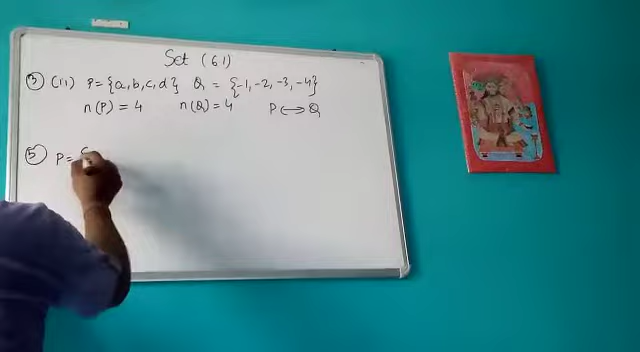 Set (61)
③ (ii) P = {a, b, c, d} Q = {-1, -2, -3, -4}
n(P) = 4 n(Q) = 4 P ⟷ Q
⑤ P = {